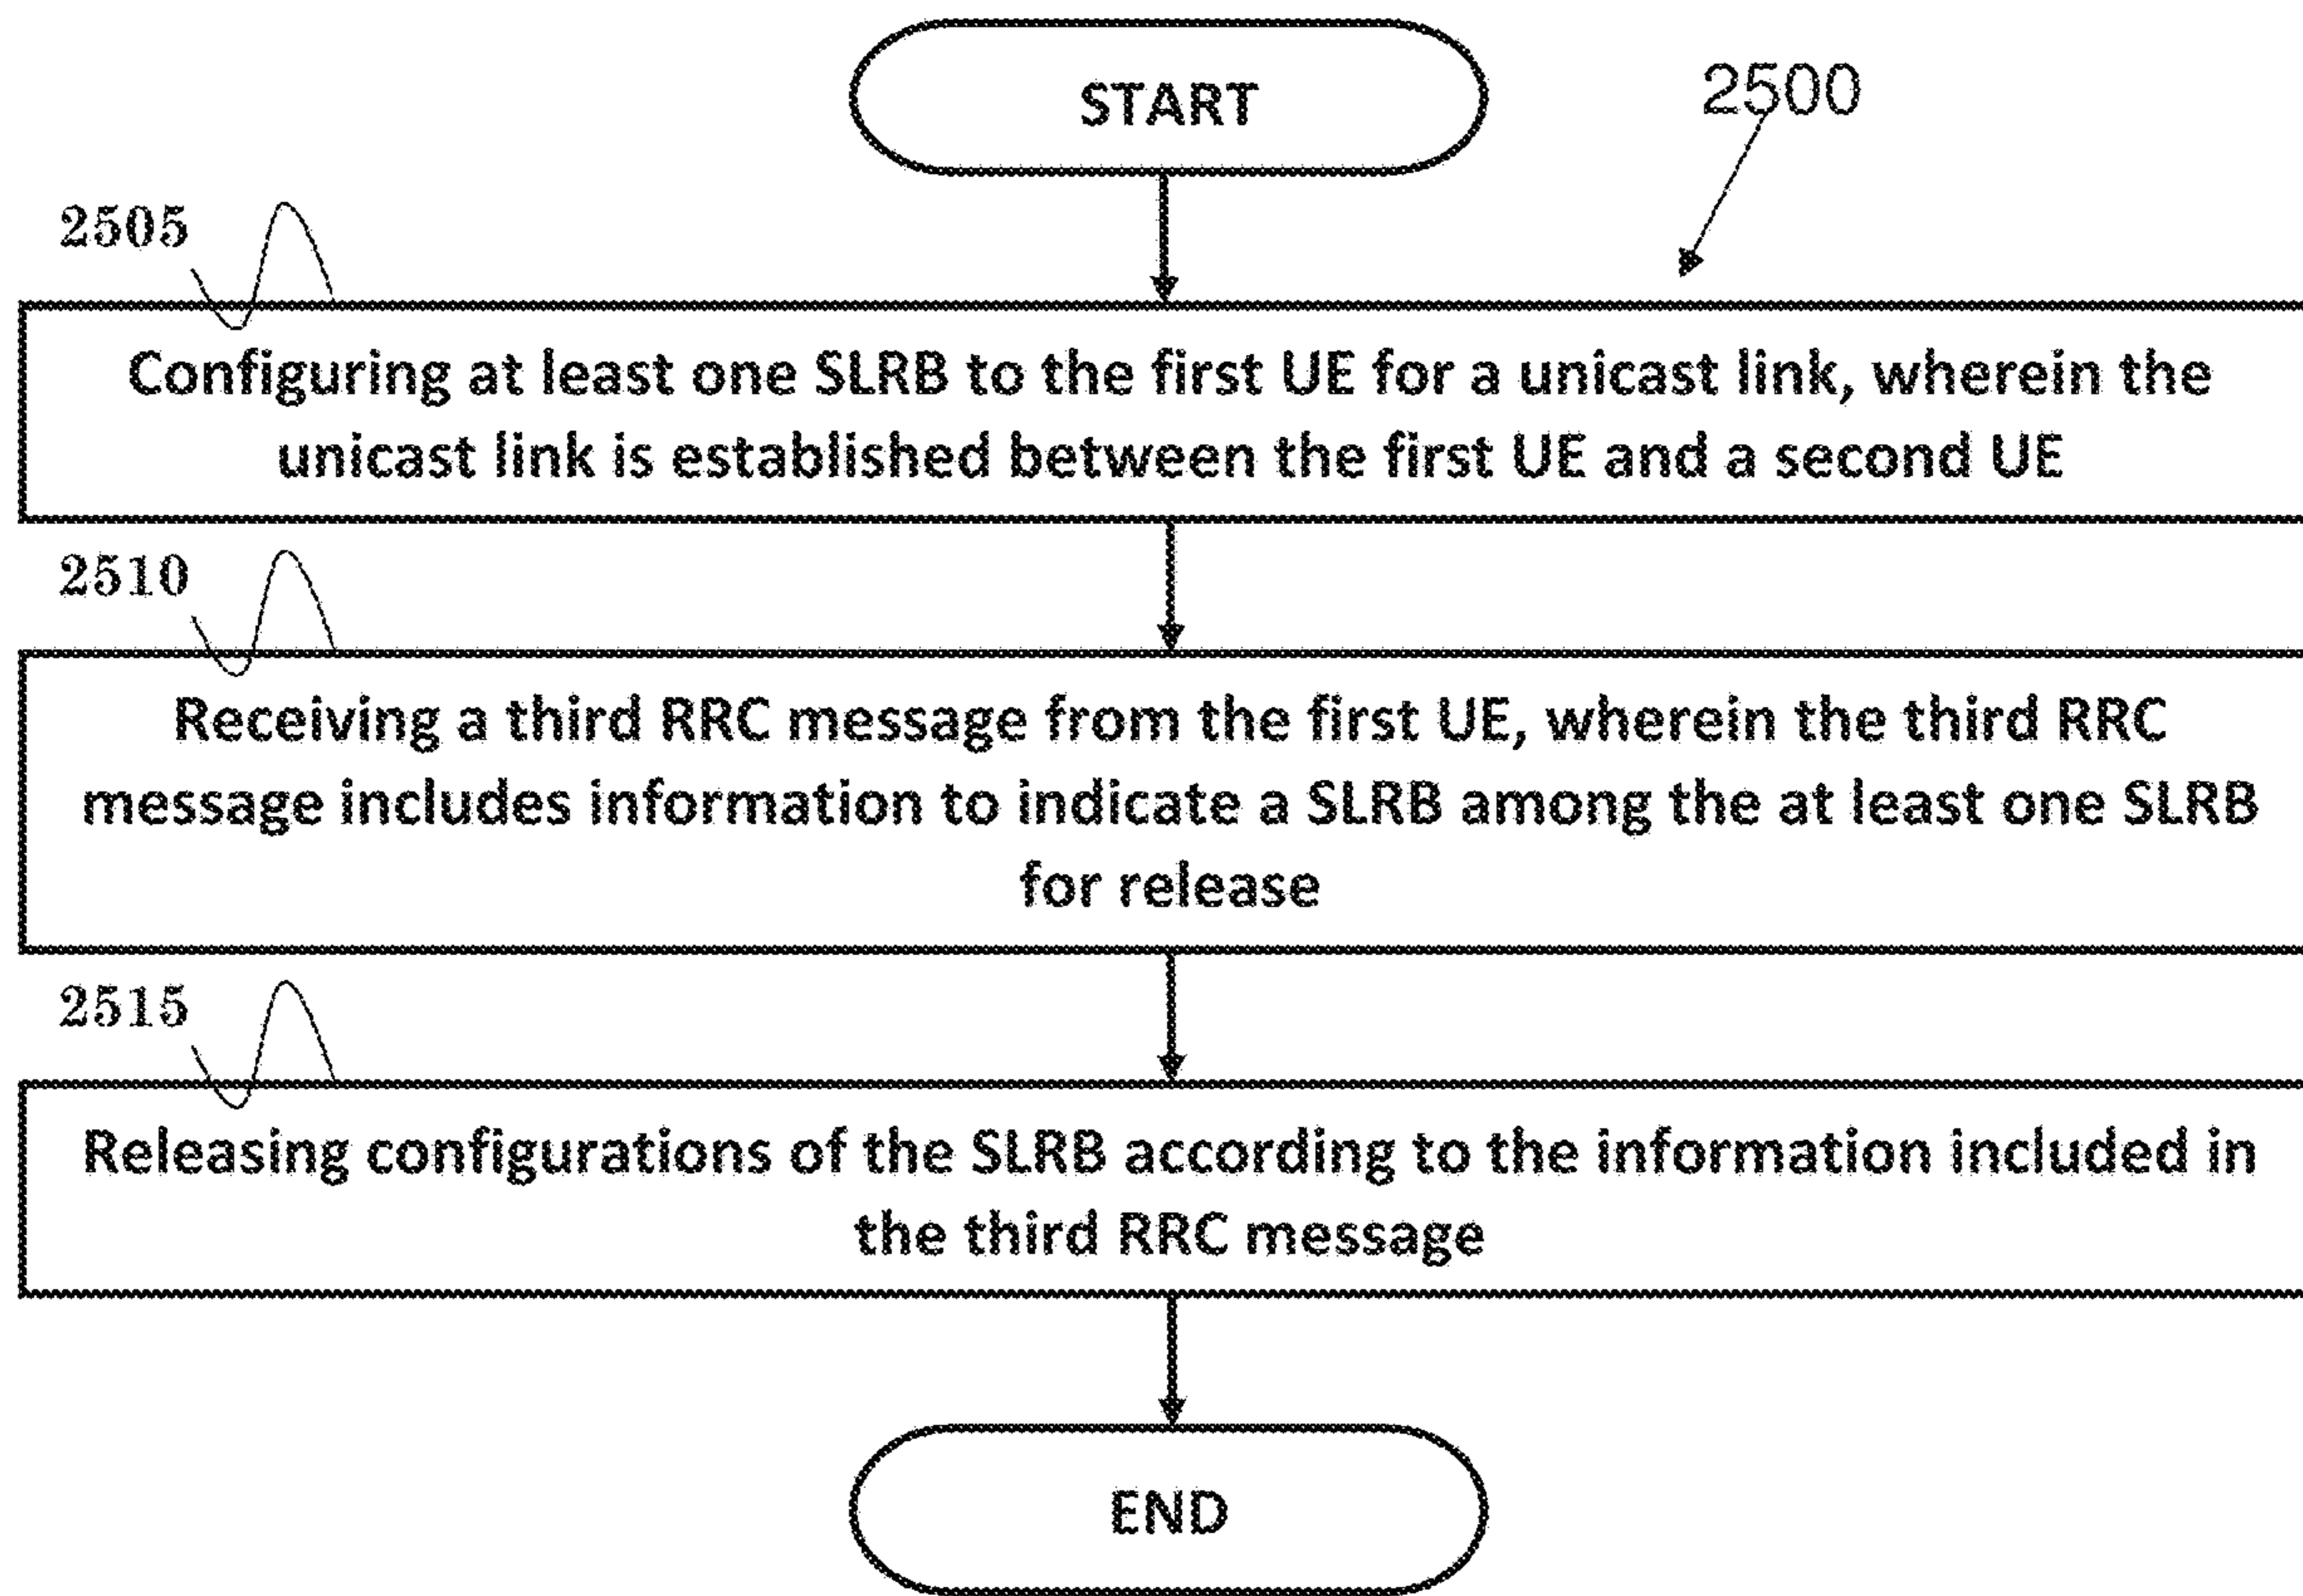 START
2500
2505
Configuring at least one SLRB to the first UE for a unicast link, wherein the
unicast link is established between the first UE and a second UE
2510
Receiving a third RRC message from the first UE, wherein the third RRC
message includes information to indicate a SLRB among the at least one SLRB
for release
2515
Releasing configurations of the SLRB according to the information included in
the third RRC message
END